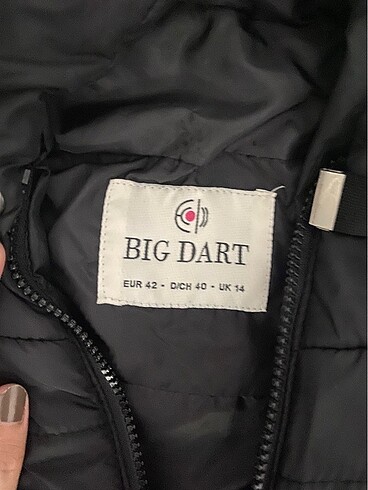 BIG DART
EUR 42 - D/CH 40 - UK 14